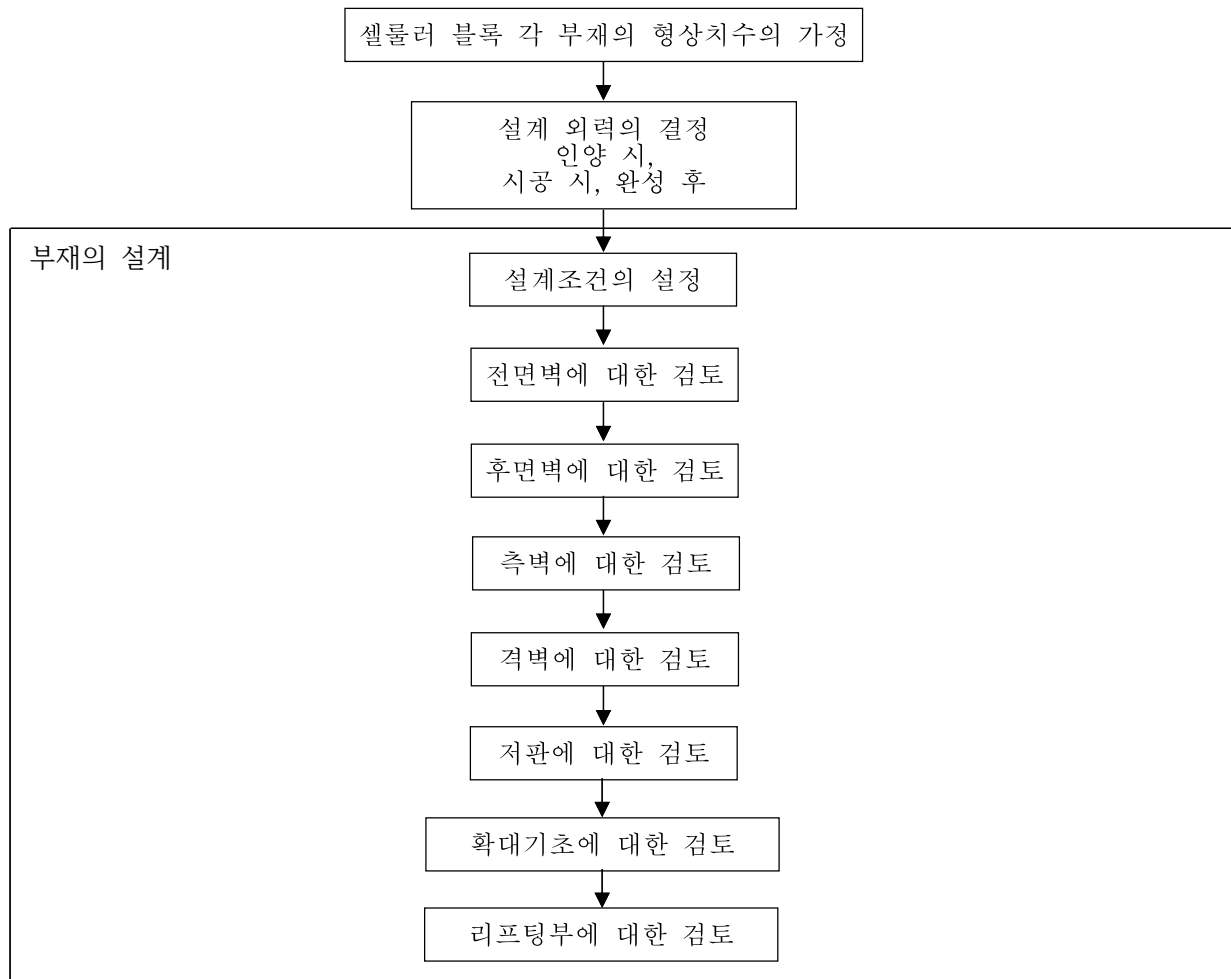 셀룰러 블록 각 부재의 형상치수의 가정
설계 외력의 결정
인양 시,
시공 시, 완성 후
부재의 설계
설계조건의 설정
전면벽에 대한 검토
후면벽에 대한 검토
측벽에 대한 검토
격벽에 대한 검토
저판에 대한 검토
확대기초에 대한 검토
리프팅부에 대한 검토